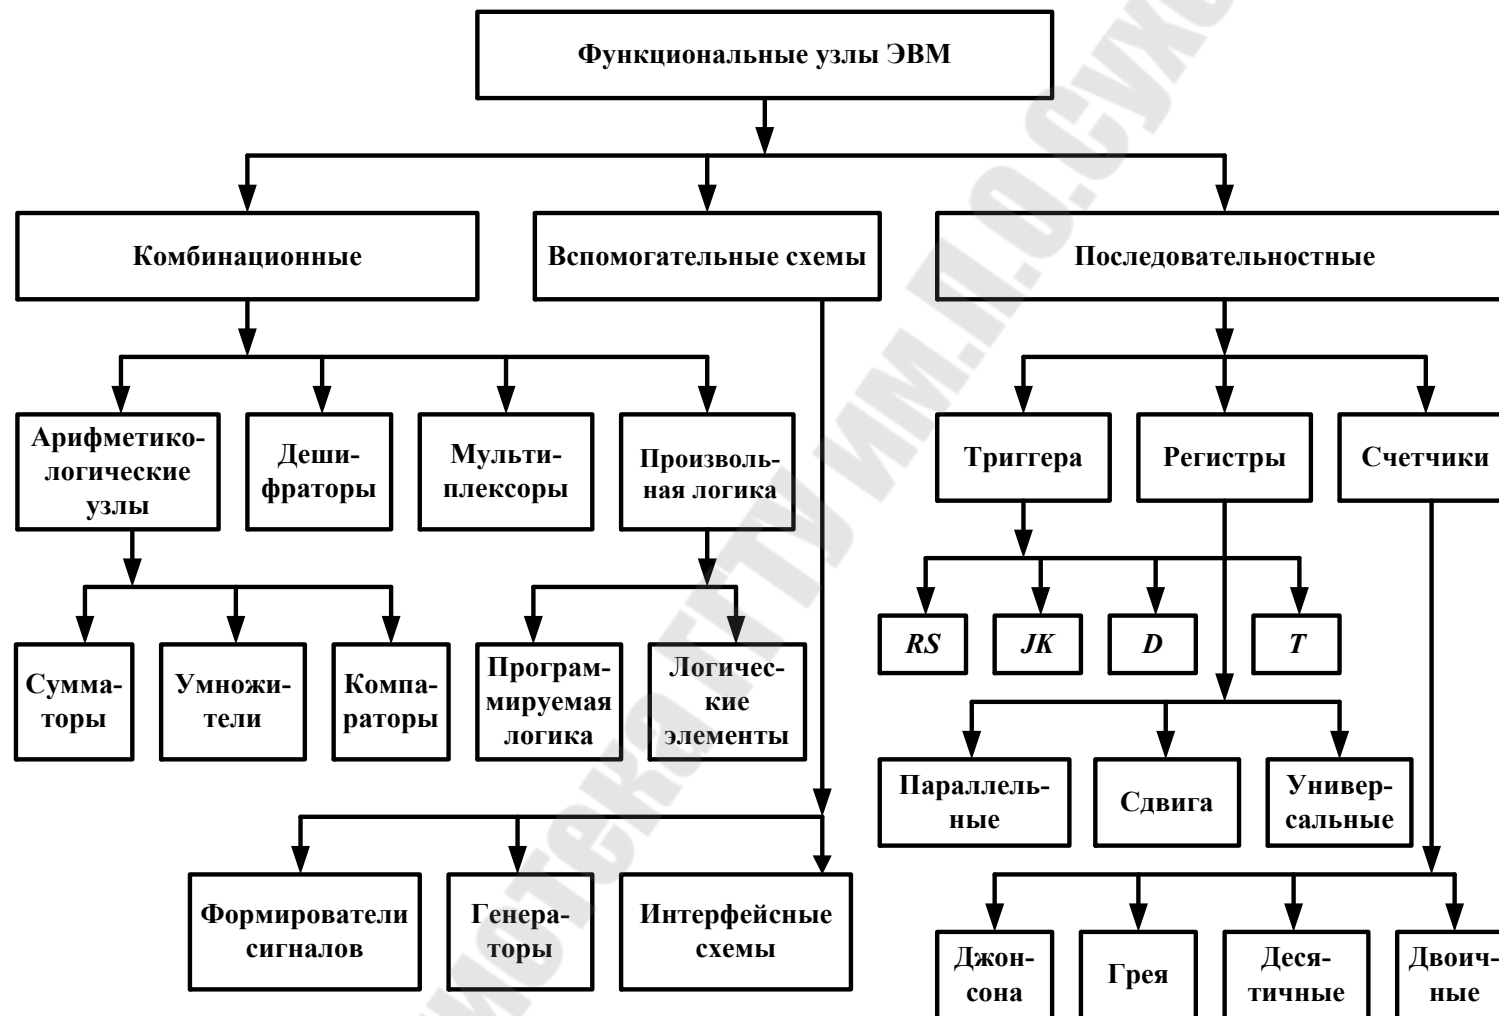 Функциональные узлы ЭВМ
Комбинационные
Вспомогательные схемы
Последовательностные
Арифметико-
логические
узлы
Деши-
фраторы
Мульти-
плексоры
Произволь-
ная логика
Триггера
Регистры
Счетчики
RS
JK
D
T
Сумма-
торы
Умножи-
тели
Компа-
раторы
Програм-
мируемая
логика
Логичес-
кие
элементы
Параллель-
ные
Сдвига
Универ-
сальные
Формирователи
сигналов
Генера-
торы
Интерфейсные
схемы
Джон-
сона
Грея
Деся-
тичные
Двоич-
ные
ГГТУ ИМ.П.О.